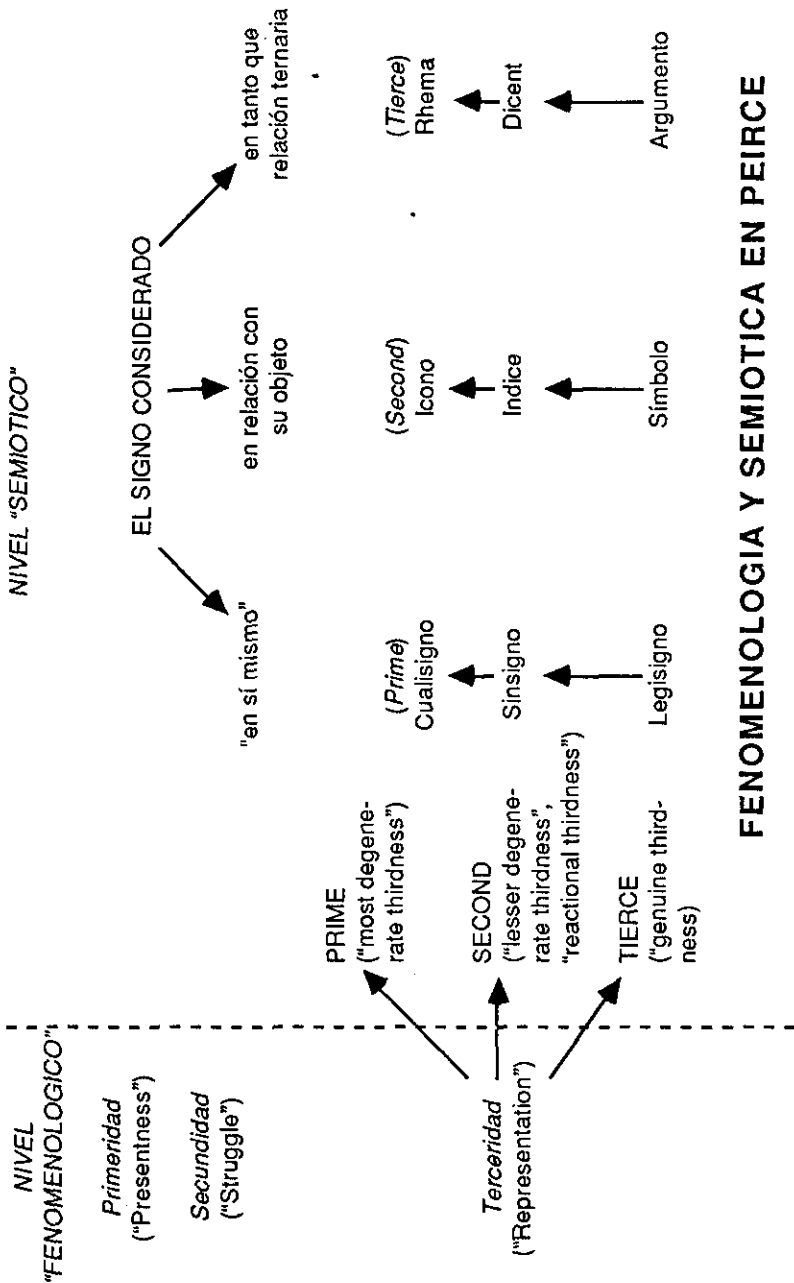 NIVEL
"FENOMENOLOGICO"
Primeridad
("Presentness")
Secundidad
("Struggle")
Terceridad
("Representation")
NIVEL "SEMIOTICO"
EL SIGNO CONSIDERADO
"en sí mismo"
en relación con
su objeto
en tanto que
relación ternaria
PRIME
("most degene-
rate thirdness")
SECOND
("lesser degene-
rate thirdness",
"reactional thirdness")
TIERCE
("genuine third-
ness)
(Prime)
Cualisigno
Sinsigno
Legisigno
(Second)
Icono
Indice
Símbolo
(Tierce)
Rhema
Dicent
Argumento
FENOMENOLOGIA Y SEMIOTICA EN PEIRCE